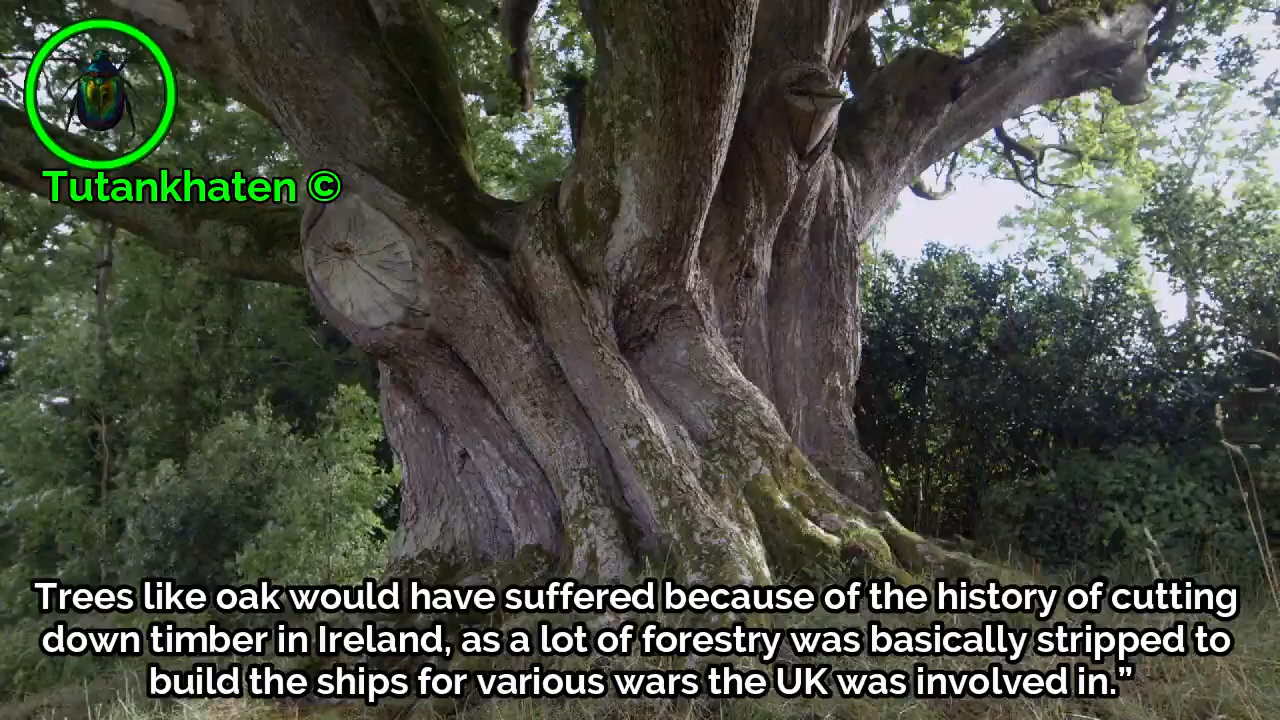 Tutankhaten ©
Trees like oak would have suffered because of the history of cutting
down timber in Ireland, as a lot of forestry was basically stripped to
build the ships for various wars the UK was involved in.”